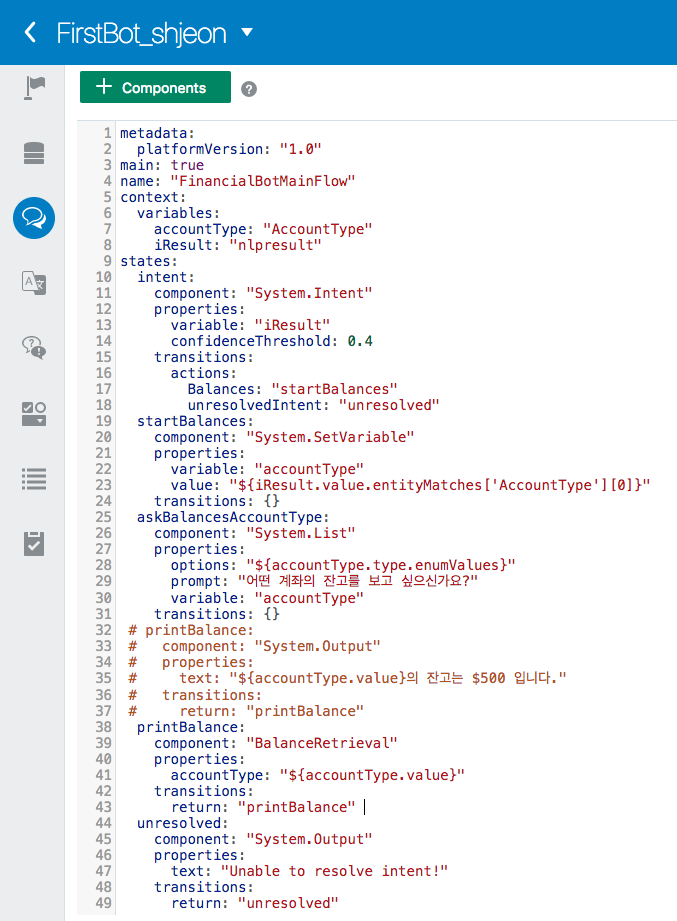 FirstBot_shjeon
+ Components
1 metadata:
2   platformVersion: "1.0"
3 main: true
4 name: "FinancialBotMainFlow"
5 context:
6   variables:
7     accountType: "AccountType"
8     iResult: "nlpresult"
9 states:
10   intent:
11     component: "System.Intent"
12     properties:
13       variable: "iResult"
14       confidenceThreshold: 0.4
15     transitions:
16       actions:
17         Balances: "startBalances"
18         unresolvedIntent: "unresolved"
19   startBalances:
20     component: "System.SetVariable"
21     properties:
22       variable: "accountType"
23       value: "${iResult.value.entityMatches['AccountType'][0]}"
24     transitions: {}
25   askBalancesAccountType:
26     component: "System.List"
27     properties:
28       options: "${accountType.type.enumValues}"
29       prompt: "어떤 계좌의 잔고를 보고 싶으신가요?"
30       variable: "accountType"
31     transitions: {}
32  # printBalance:
33  #   component: "System.Output"
34  #   properties:
35  #     text: "${accountType.value}의 잔고는 $500 입니다."
36  #   transitions:
37  #     return: "printBalance"
38   printBalance:
39     component: "BalanceRetrieval"
40     properties:
41       accountType: "${accountType.value}"
42     transitions:
43       return: "printBalance"
44   unresolved:
45     component: "System.Output"
46     properties:
47       text: "Unable to resolve intent!"
48     transitions:
49       return: "unresolved"